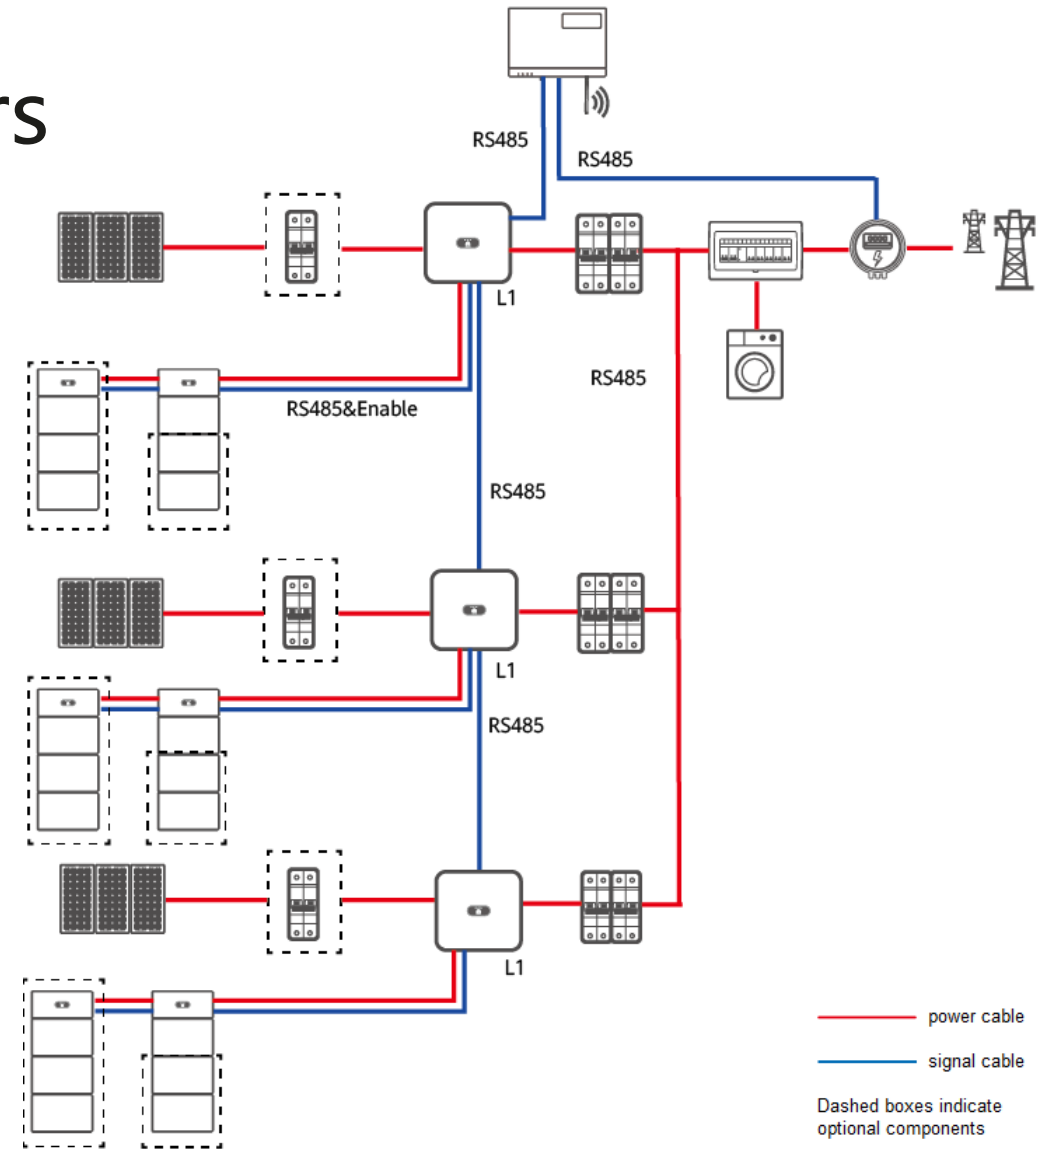 rs
RS485
RS485
L1
RS485
RS485&Enable
RS485
L1
RS485
L1
power cable
signal cable
Dashed boxes indicate
optional components